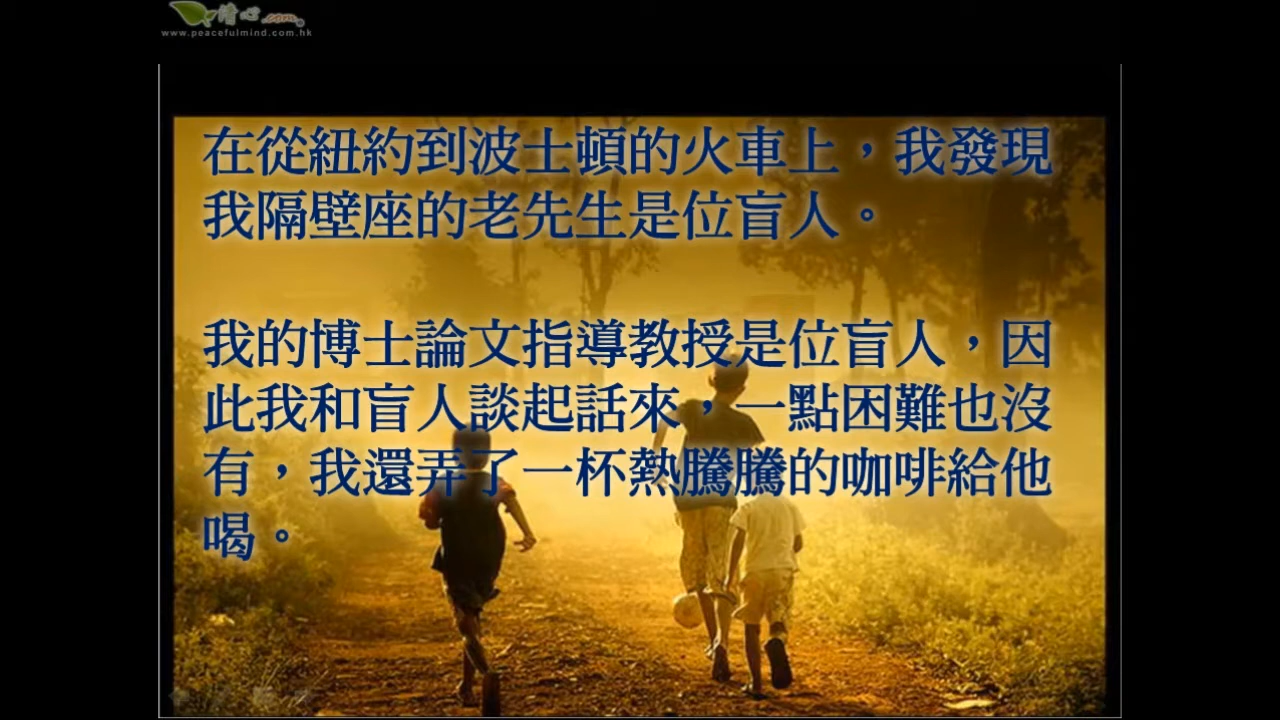 清心.com
www.peacefulmind.com.hk
在從紐約到波士頓的火車上，我發現
我隔壁座的老先生是位盲人。
我的博士論文指導教授是位盲人，因
此我和盲人談起話來，一點困難也沒
有，我還弄了一杯熱騰騰的咖啡給他
喝。